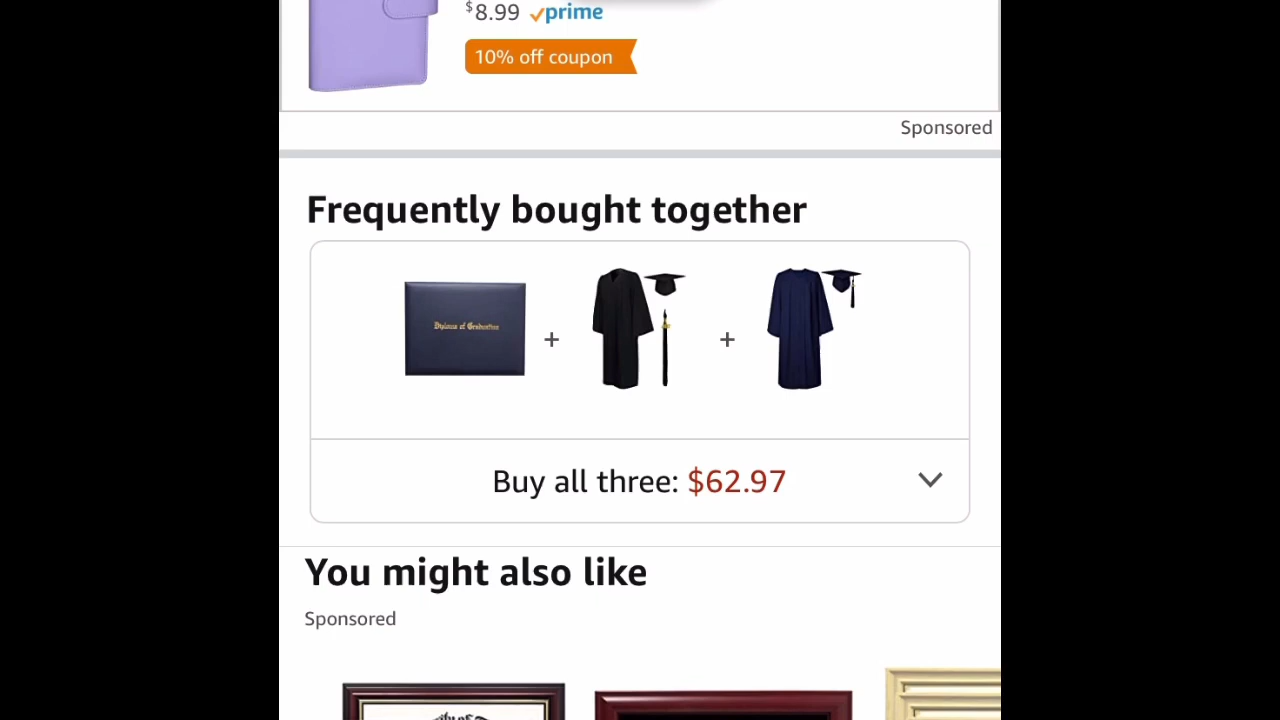 $8.99 prime
10% off coupon
Sponsored
Frequently bought together
Diploma of Graduation
+ +
Buy all three: $62.97
You might also like
Sponsored